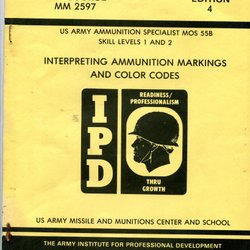 MM 2597
EDITION
4
US ARMY AMMUNITION SPECIALIST MOS 55B
SKILL LEVELS 1 AND 2
INTERPRETING AMMUNITION MARKINGS
AND COLOR CODES
IPD
READINESS/
PROFESSIONALISM
THRU
GROWTH
US ARMY MISSILE AND MUNITIONS CENTER AND SCHOOL
THE ARMY INSTITUTE FOR PROFESSIONAL DEVELOPMENT